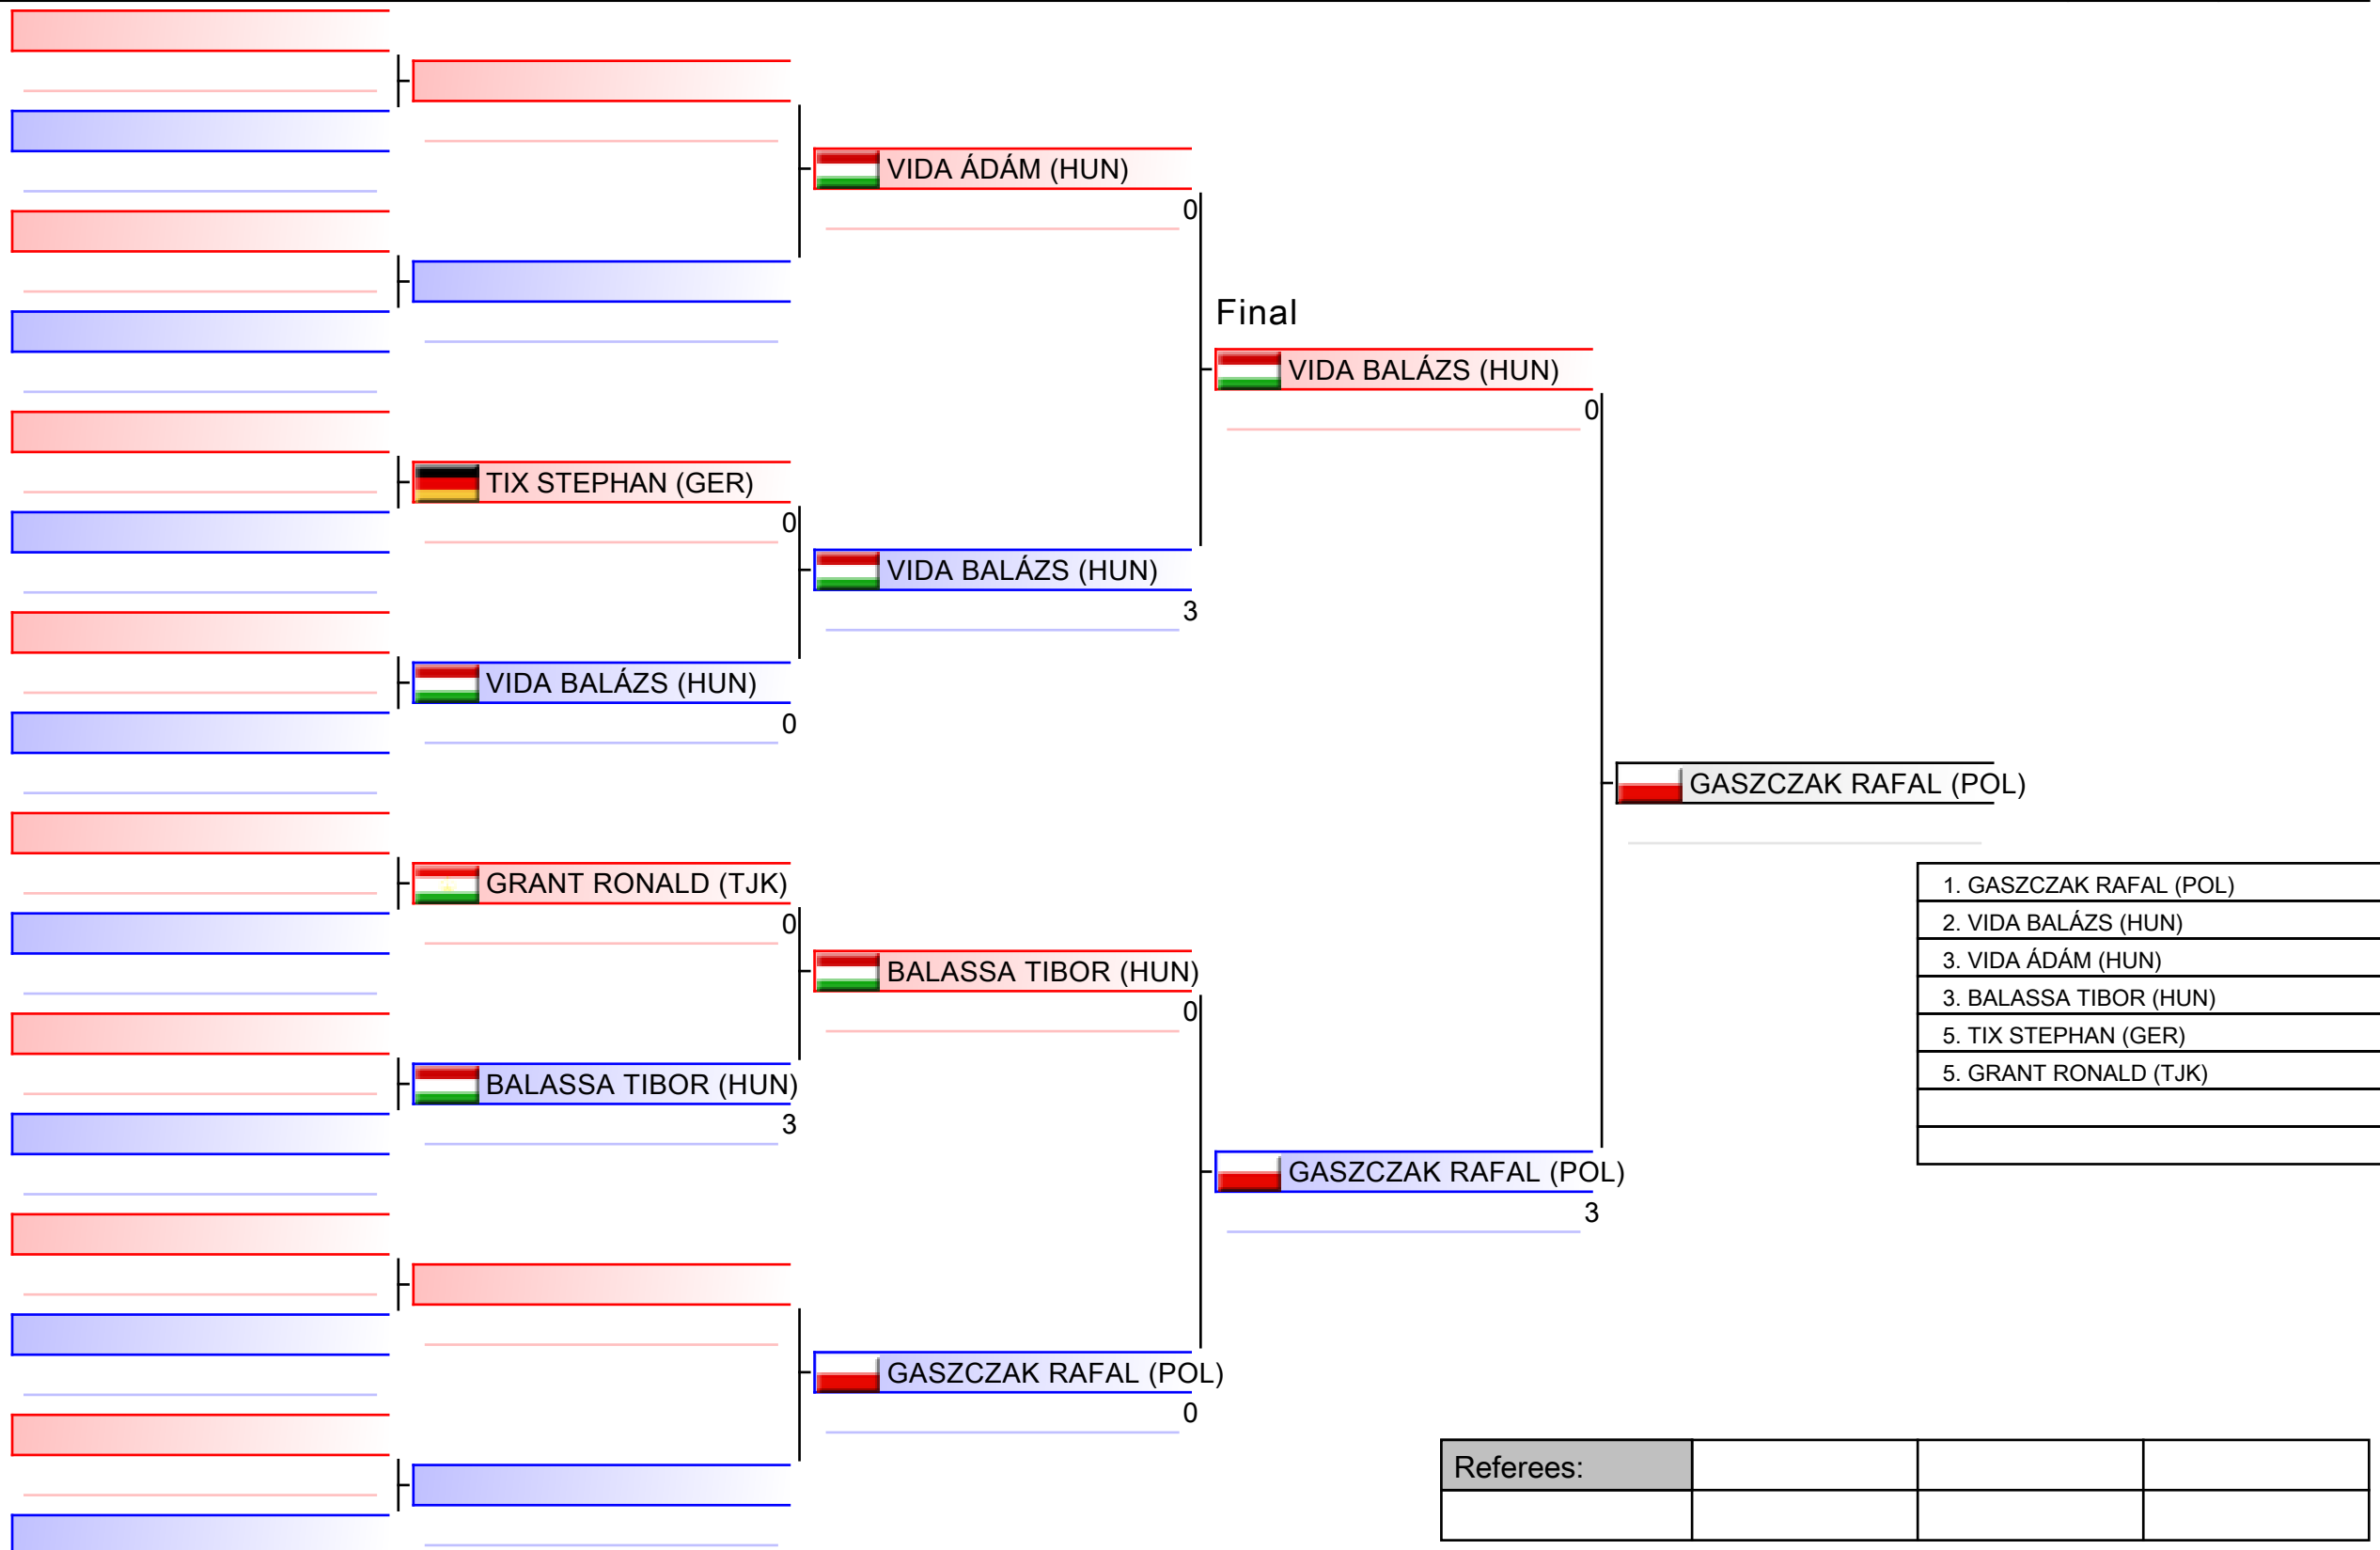 VIDA ÁDÁM (HUN)
0
Final
VIDA BALÁZS (HUN)
0
TIX STEPHAN (GER)
0
VIDA BALÁZS (HUN)
3
VIDA BALÁZS (HUN)
0
GASZCZAK RAFAL (POL)
GRANT RONALD (TJK)
0
BALASSA TIBOR (HUN)
0
BALASSA TIBOR (HUN)
3
GASZCZAK RAFAL (POL)
3
GASZCZAK RAFAL (POL)
0
1. GASZCZAK RAFAL (POL)
2. VIDA BALÁZS (HUN)
3. VIDA ÁDÁM (HUN)
3. BALASSA TIBOR (HUN)
5. TIX STEPHAN (GER)
5. GRANT RONALD (TJK)
Referees: